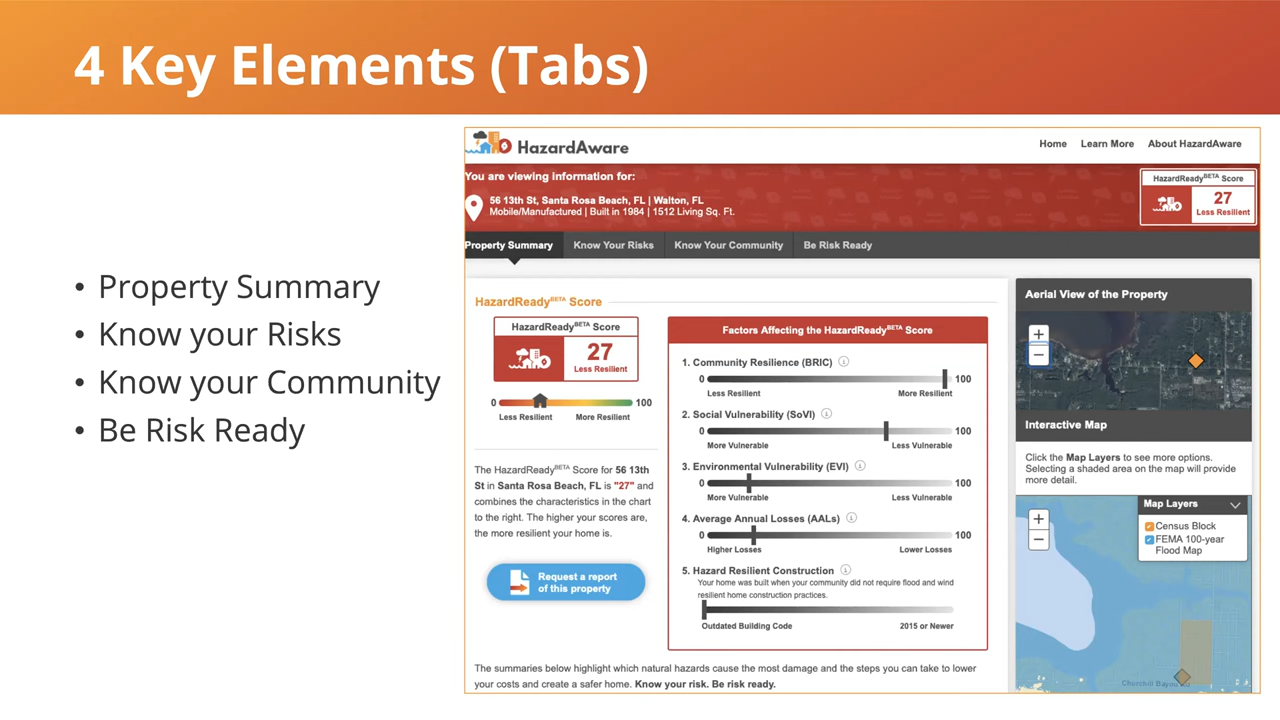 4 Key Elements (Tabs)
• Property Summary
• Know your Risks
• Know your Community
• Be Risk Ready
HazardAware
Home Learn More About HazardAware
You are viewing information for:
56 13th St, Santa Rosa Beach, FL | Walton, FL
Mobile/Manufactured | Built in 1984 | 1512 Living Sq. Ft.
HazardReadyBETA Score
27
Less Resilient
Property Summary Know Your Risks Know Your Community Be Risk Ready
HazardReadyBETA Score
HazardReadyBETA Score
27
Less Resilient
0 100
Less Resilient More Resilient
The HazardReadyBETA Score for 56 13th
St in Santa Rosa Beach, FL is "27" and
combines the characteristics in the chart
to the right. The higher your scores are,
the more resilient your home is.
Request a report
of this property
Factors Affecting the HazardReadyBETA Score
1. Community Resilience (BRIC)
0 100
Less Resilient More Resilient
2. Social Vulnerability (SoVI)
0 100
More Vulnerable Less Vulnerable
3. Environmental Vulnerability (EVI)
0 100
More Vulnerable Less Vulnerable
4. Average Annual Losses (AALs)
0 100
Higher Losses Lower Losses
5. Hazard Resilient Construction
Your home was built when your community did not require flood and wind
resilient home construction practices.
Outdated Building Code 2015 or Newer
The summaries below highlight which natural hazards cause the most damage and the steps you can take to lower
your costs and create a safer home. Know your risk. Be risk ready.
Aerial View of the Property
+
−
Interactive Map
Click the Map Layers to see more options.
Selecting a shaded area on the map will provide
more detail.
+
−
Map Layers
Census Block
FEMA 100-year
Flood Map
Churchill Bayou